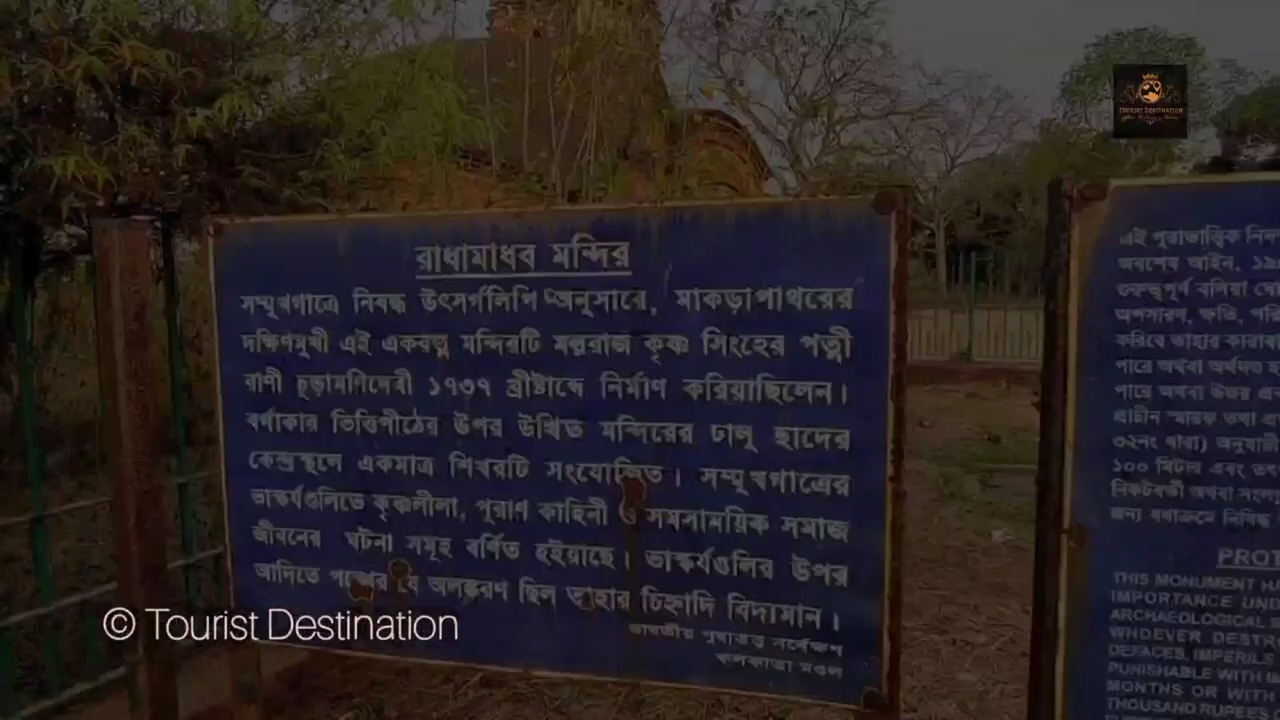 রাধামাধব মন্দির
সম্মুখগাত্রে নিবদ্ধ উৎসর্গলিপি অনুসারে, মাকড়াপাথরের
দক্ষিণমুখী এই একরত্ন মন্দিরটি মল্লরাজ কৃষ্ণ সিংহের পত্নী
রাণী চূড়ামণিদেবী ১৭৩৭ খ্রীষ্টাব্দে নির্মাণ করিয়াছিলেন।
বর্গাকার ভিত্তিপীঠের উপর উত্থিত মন্দিরের ঢালু ছাদের
কেন্দ্রস্থলে একমাত্র শিখরটি সংযোজিত। সম্মুখগাত্রের
ভাস্কর্যগুলিতে কৃষ্ণলীলা, পুরাণ কাহিনী ও সমসাময়িক সমাজ
জীবনের ঘটনা সমূহ বর্ণিত হইয়াছে। ভাস্কর্যগুলির উপর
আদিতে পঙ্খের যে অলঙ্করণ ছিল তাহার চিহ্নাদি বিদ্যমান।
ভারতীয় পুরাতত্ত্ব সর্বেক্ষণ
কলকাতা মণ্ডল
এই পুরাতাত্ত্বিক
অবশেষ আইন,
গুরুত্বপূর্ণ বলিয়া
অপসারণ, ক্ষতি,
করিবে তাহার
পারে অথবা অর্থদণ্ড
পারে অথবা উভয়
প্রাচীন স্মারক তথা
৩২নং ধারা) অনুযায়ী
১০০ মিটার এবং
নিকটবর্তী অথবা
জন্য যথাক্রমে নিষিদ্ধ
PROT
THIS MONUMENT HA
IMPORTANCE UND
ARCHAEOLOGICAL
WHOEVER DESTR
DEFACES, IMPERILS
PUNISHABLE WITH
MONTHS OR WITH
THOUSAND RUPEES
© Tourist Destination
TOURIST DESTINATION